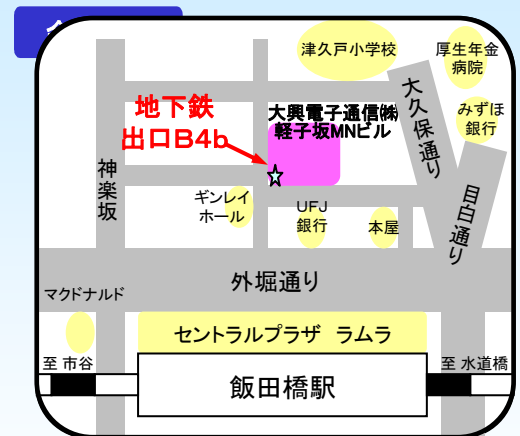 津久戸小学校
厚生年金
病院
大久保通り
みずほ
銀行
地下鉄
出口B4b
大興電子通信㈱
軽子坂MNビル
神楽坂
目白通り
ギンレイ
ホール
UFJ
銀行
本屋
外堀通り
マクドナルド
セントラルプラザ ラムラ
至 市谷
至 水道橋
飯田橋駅